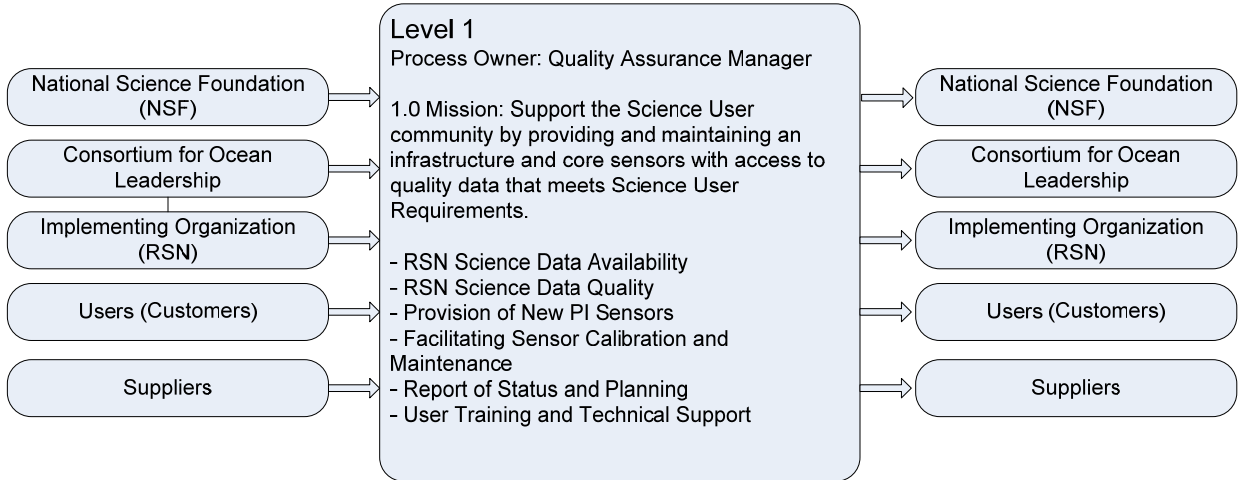 National Science Foundation
(NSF)
Consortium for Ocean
Leadership
Implementing Organization
(RSN)
Users (Customers)
Suppliers
Level 1
Process Owner: Quality Assurance Manager
1.0 Mission: Support the Science User
community by providing and maintaining an
infrastructure and core sensors with access to
quality data that meets Science User
Requirements.
- RSN Science Data Availability
- RSN Science Data Quality
- Provision of New PI Sensors
- Facilitating Sensor Calibration and
Maintenance
- Report of Status and Planning
- User Training and Technical Support
National Science Foundation
(NSF)
Consortium for Ocean
Leadership
Implementing Organization
(RSN)
Users (Customers)
Suppliers